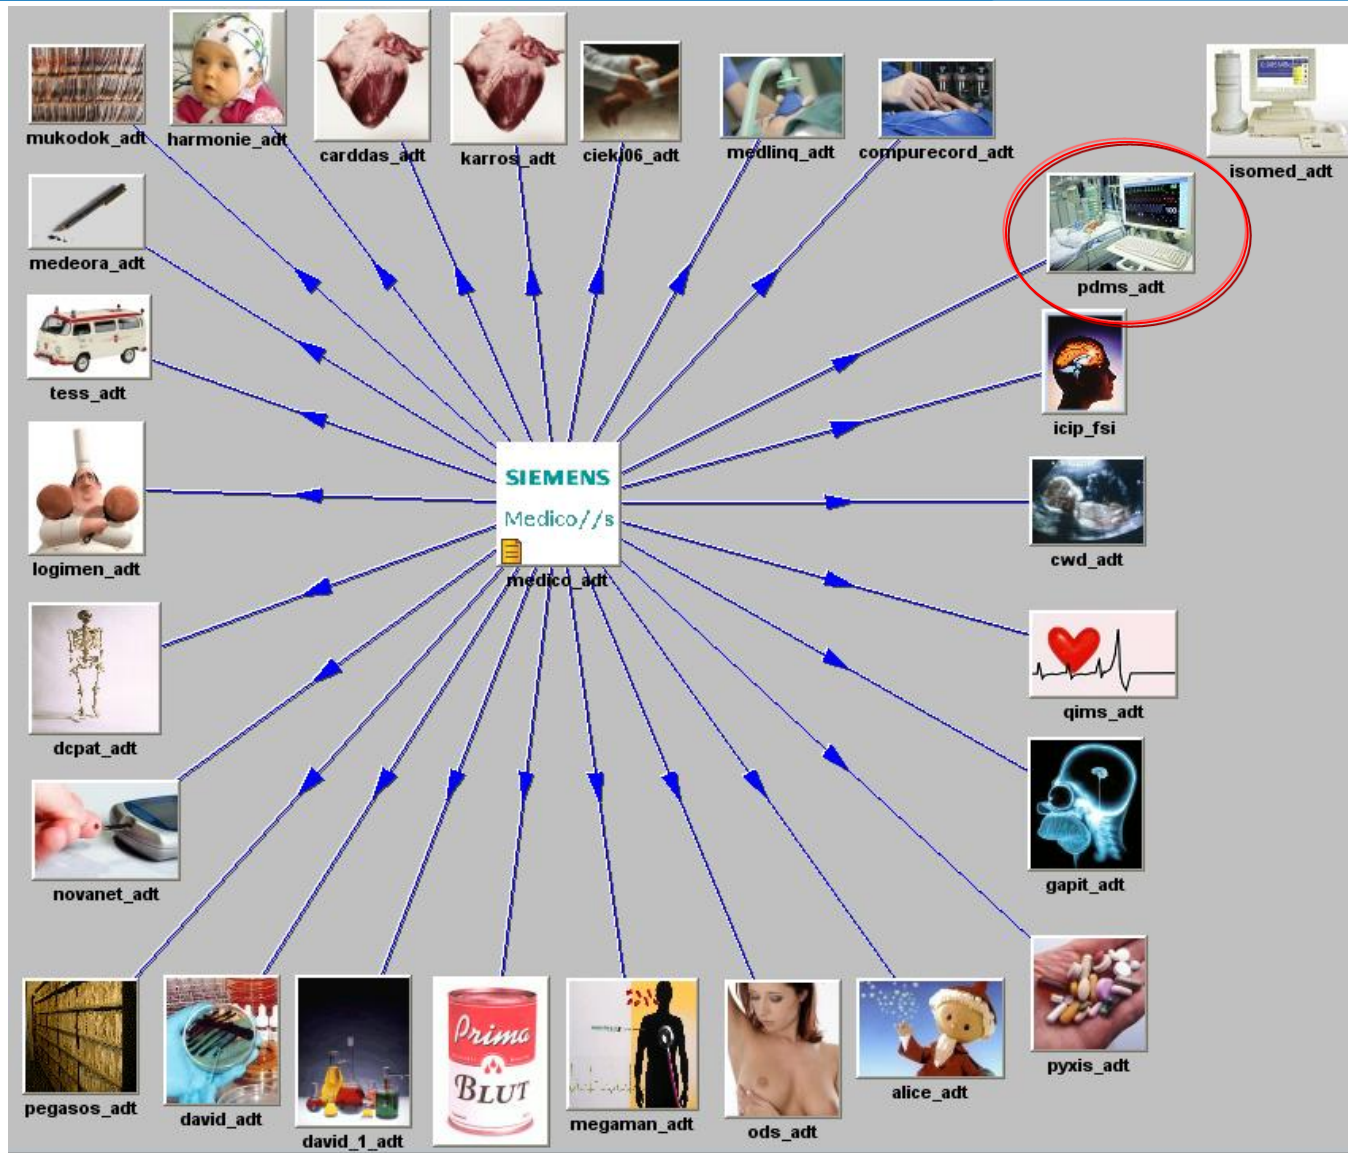 mukodok_adt
harmonie_adt
carddas_adt
karros_adt
ciekl06_adt
medlinq_adt
compurecord_adt
isomed_adt
medeora_adt
pdms_adt
tess_adt
icip_fsi
SIEMENS
Medico//s
medico_adt
logimen_adt
cwd_adt
dcpat_adt
qims_adt
novanet_adt
gapit_adt
pegasos_adt
david_adt
david_1_adt
Prima
BLUT
megaman_adt
ods_adt
alice_adt
pyxis_adt